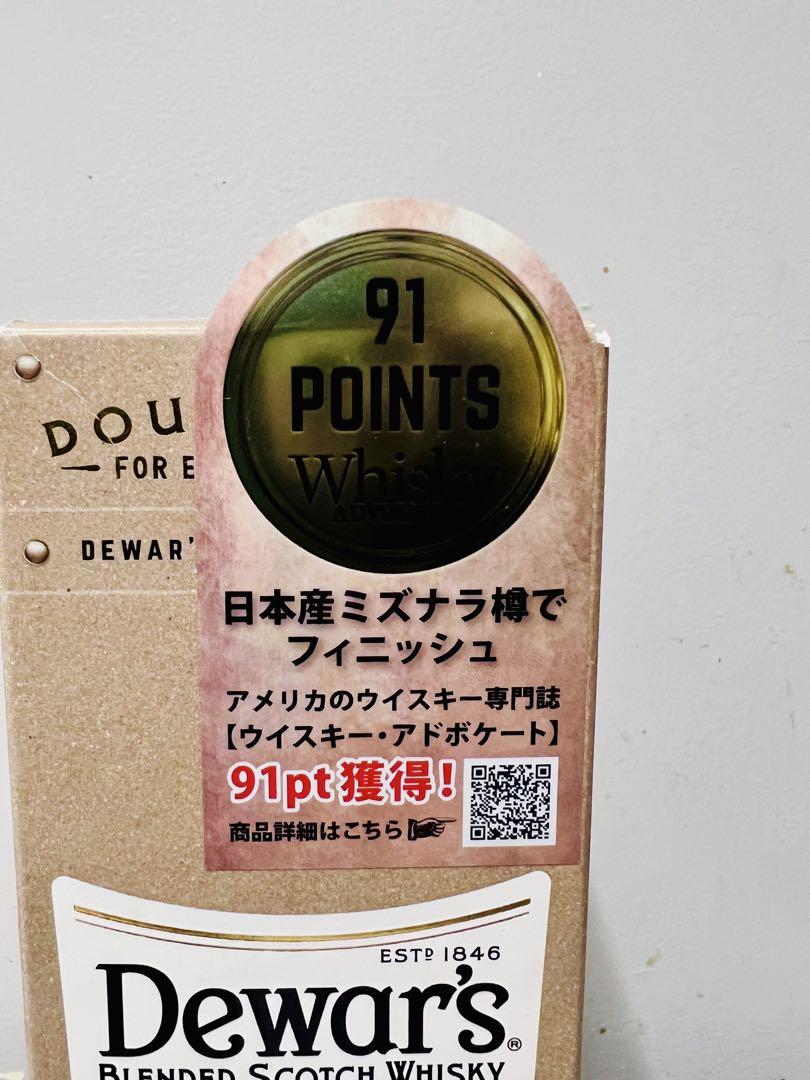 91
POINTS
Whisky
DOU
FOR E
DEWAR'
日本産ミズナラ樽で
フィニッシュ
アメリカのウイスキー専門誌
【ウイスキー・アドボケート】
91pt獲得！
商品詳細はこちら
ESTD 1846
Dewar's®
BLENDED SCOTCH WHISKY